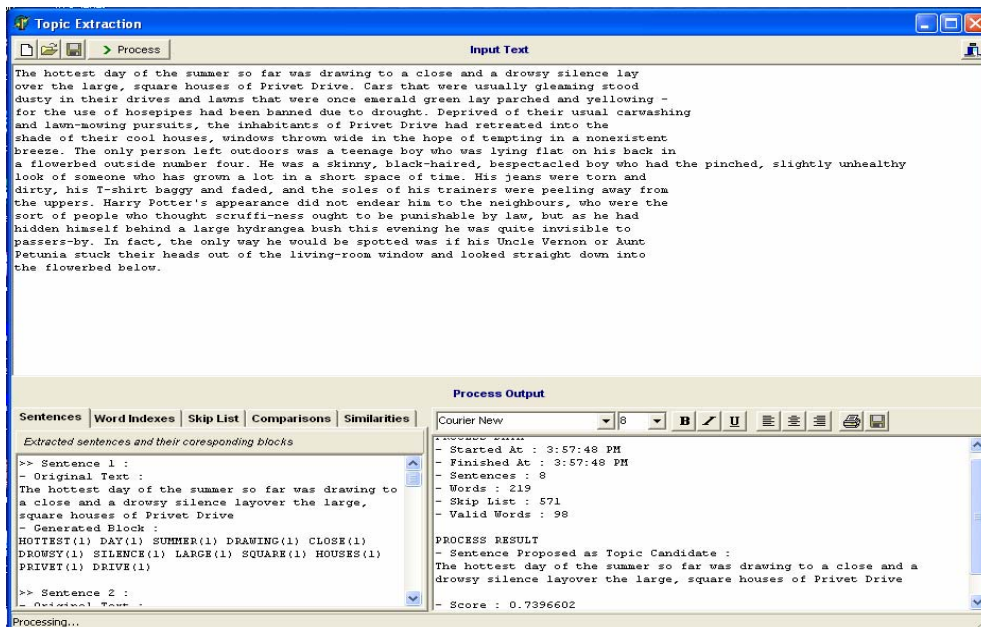 Topic Extraction
Process
Input Text
The hottest day of the summer so far was drawing to a close and a drowsy silence lay
over the large, square houses of Privet Drive. Cars that were usually gleaming stood
dusty in their drives and lawns that were once emerald green lay parched and yellowing -
for the use of hosepipes had been banned due to drought. Deprived of their usual carwashing
and lawn-mowing pursuits, the inhabitants of Privet Drive had retreated into the
shade of their cool houses, windows thrown wide in the hope of tempting in a nonexistent
breeze. The only person left outdoors was a teenage boy who was lying flat on his back in
a flowerbed outside number four. He was a skinny, black-haired, bespectacled boy who had the pinched, slightly unhealthy
look of someone who has grown a lot in a short space of time. His jeans were torn and
dirty, his T-shirt baggy and faded, and the soles of his trainers were peeling away from
the uppers. Harry Potter's appearance did not endear him to the neighbours, who were the
sort of people who thought scruffi-ness ought to be punishable by law, but as he had
hidden himself behind a large hydrangea bush this evening he was quite invisible to
passers-by. In fact, the only way he would be spotted was if his Uncle Vernon or Aunt
Petunia stuck their heads out of the living-room window and looked straight down into
the flowerbed below.
Process Output
Sentences Word Indexes Skip List Comparisons Similarities
Extracted sentences and their coresponding blocks
>> Sentence 1 :
- Original Text :
The hottest day of the summer so far was drawing to
a close and a drowsy silence layover the large,
square houses of Privet Drive
- Generated Block :
HOTTEST(1) DAY(1) SUMMER(1) DRAWING(1) CLOSE(1)
DROWSY(1) SILENCE(1) LARGE(1) SQUARE(1) HOUSES(1)
PRIVET(1) DRIVE(1)
>> Sentence 2 :
- Original Text :
Courier New 8 B I U
PROCESS DATA
- Started At : 3:57:48 PM
- Finished At : 3:57:48 PM
- Sentences : 8
- Words : 219
- Skip List : 571
- Valid Words : 98
PROCESS RESULT
- Sentence Proposed as Topic Candidate :
The hottest day of the summer so far was drawing to a close and a
drowsy silence layover the large, square houses of Privet Drive
- Score : 0.7396602
Processing...